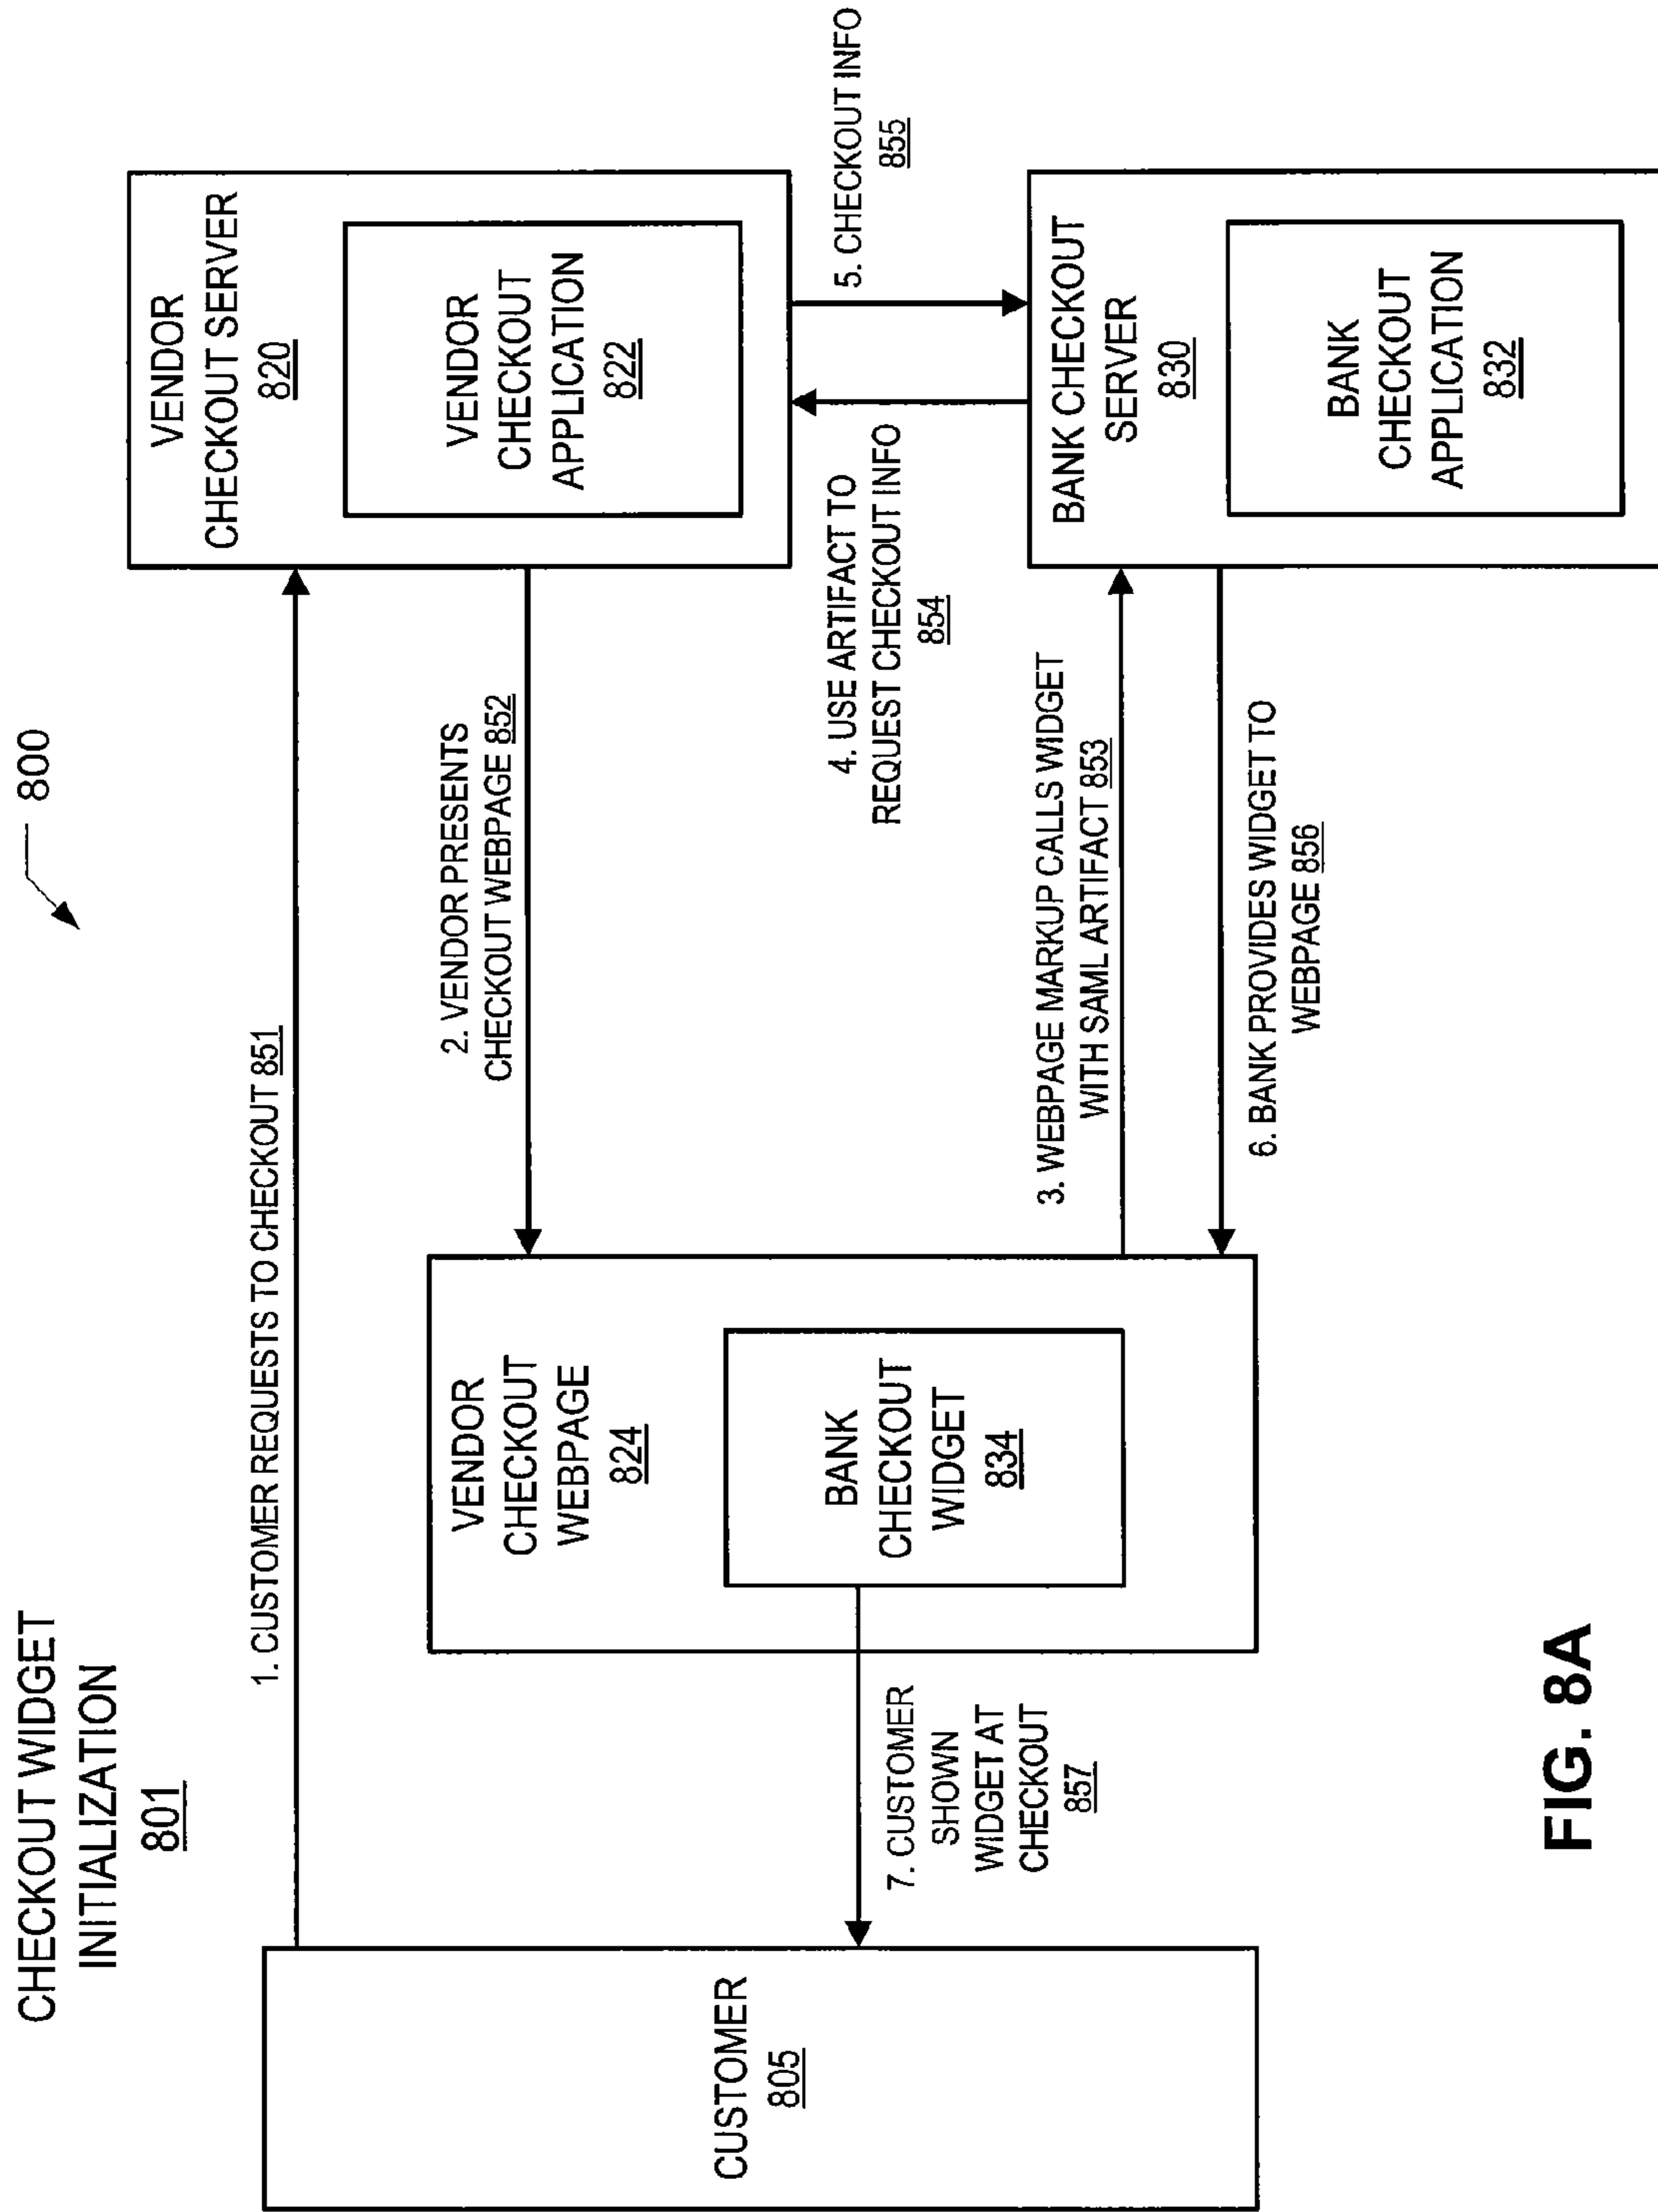 CHECKOUT WIDGET
INITIALIZATION
801
800
1. CUSTOMER REQUESTS TO CHECKOUT 851
VENDOR
CHECKOUT SERVER
820
VENDOR
CHECKOUT
APPLICATION
822
2. VENDOR PRESENTS
CHECKOUT WEBPAGE 852
CUSTOMER
805
VENDOR
CHECKOUT
WEBPAGE
824
BANK
CHECKOUT
WIDGET
834
7. CUSTOMER
SHOWN
WIDGET AT
CHECKOUT
857
4. USE ARTIFACT TO
REQUEST CHECKOUT INFO
854
5. CHECKOUT INFO
855
3. WEBPAGE MARKUP CALLS WIDGET
WITH SAML ARTIFACT 853
BANK CHECKOUT
SERVER
830
BANK
CHECKOUT
APPLICATION
832
6. BANK PROVIDES WIDGET TO
WEBPAGE 856
FIG. 8A